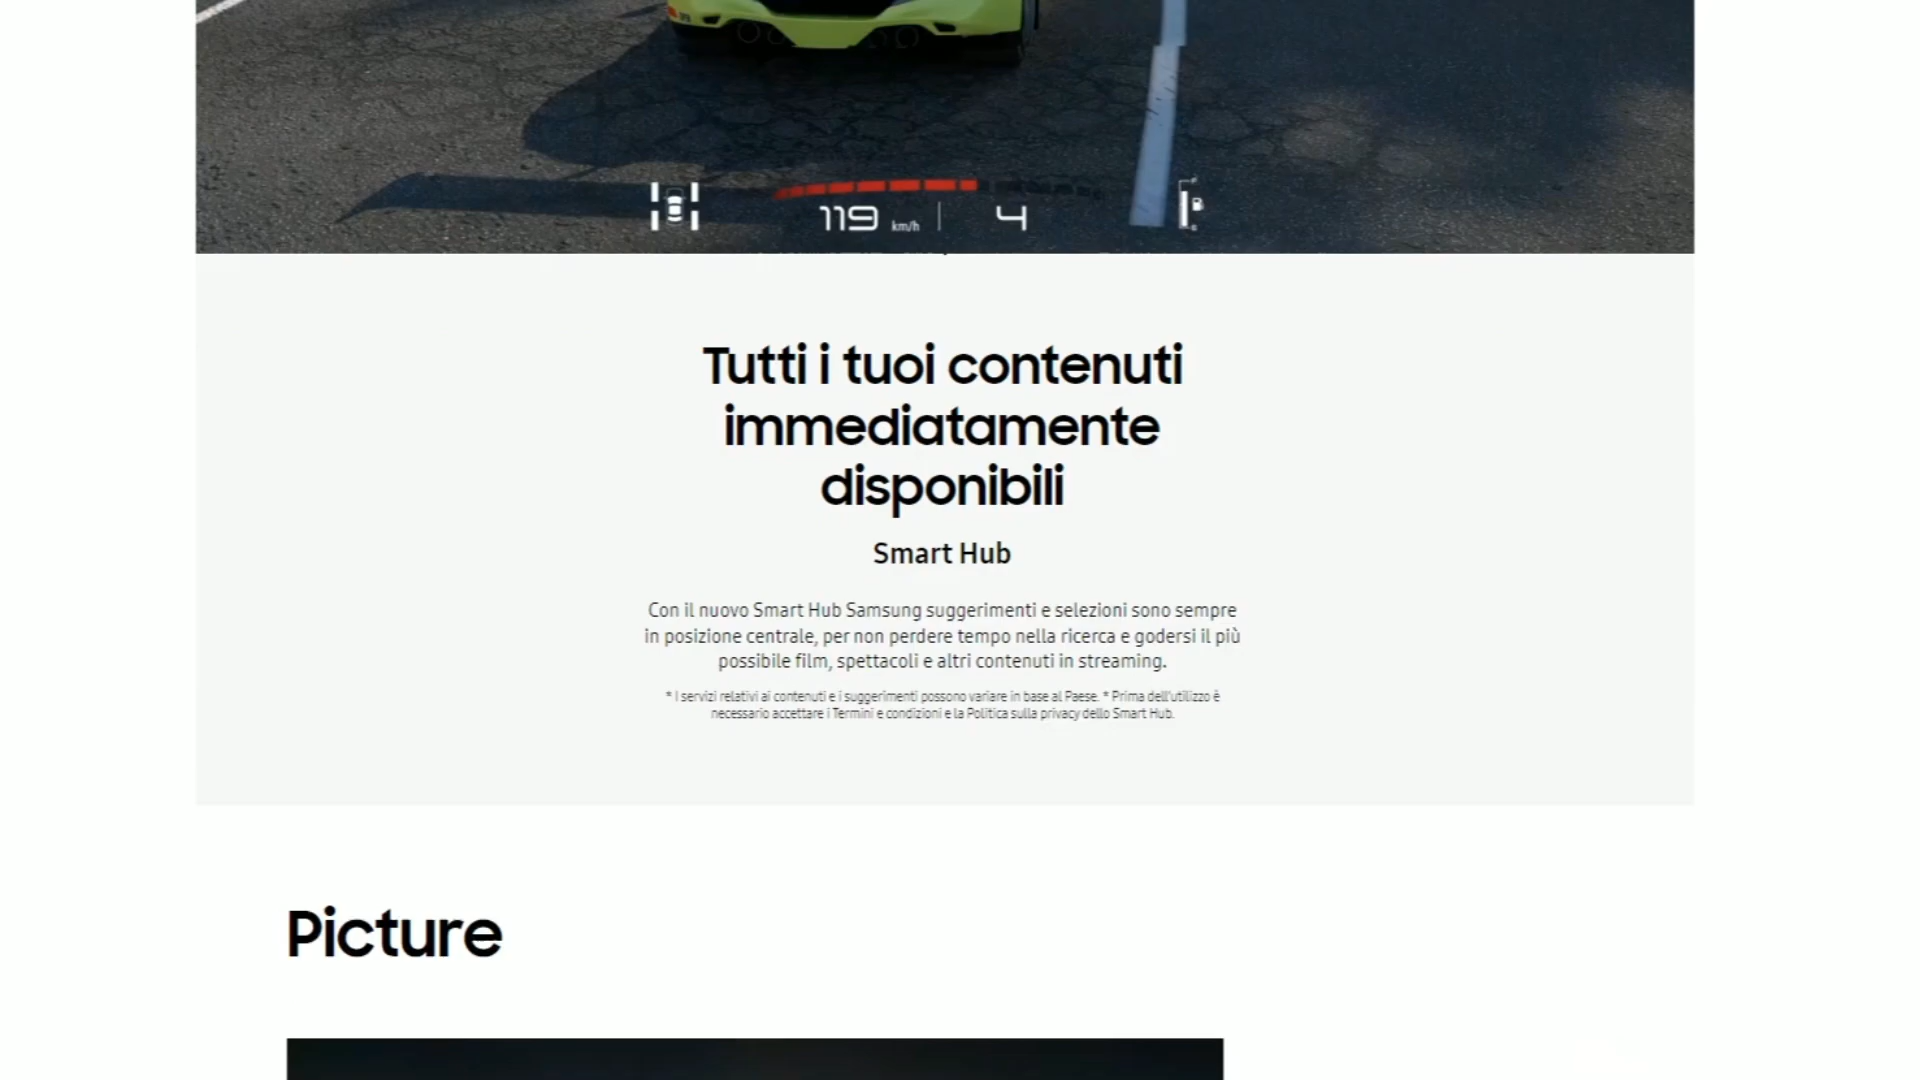 119 km/h 4
Tutti i tuoi contenuti
immediatamente
disponibili
Smart Hub
Con il nuovo Smart Hub Samsung suggerimenti e selezioni sono sempre
in posizione centrale, per non perdere tempo nella ricerca e godersi il più
possibile film, spettacoli e altri contenuti in streaming.
* I servizi relativi ai contenuti e i suggerimenti possono variare in base al Paese. * Prima dell'utilizzo è
necessario accettare i Termini e condizioni e la Politica sulla privacy dello Smart Hub.
Picture